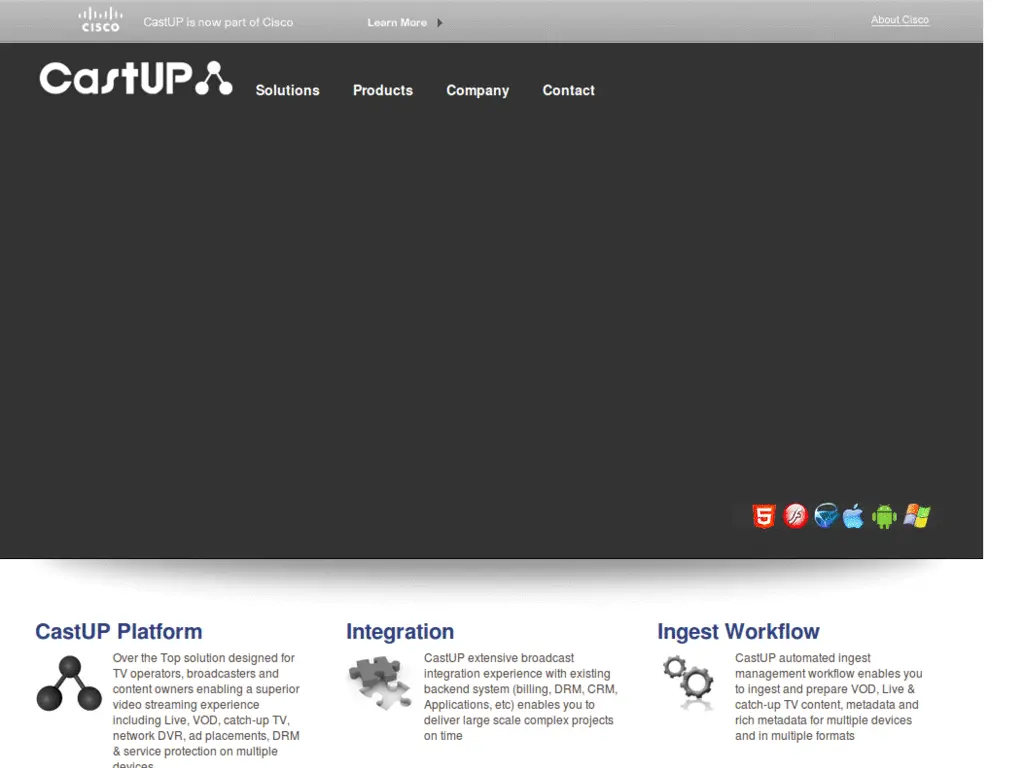 CISCO
CastUP is now part of Cisco
Learn More
About Cisco
CastUP
Solutions
Products
Company
Contact
5
CastUP Platform
Over the Top solution designed for
TV operators, broadcasters and
content owners enabling a superior
video streaming experience
including Live, VOD, catch-up TV,
network DVR, ad placements, DRM
& service protection on multiple
devices
Integration
CastUP extensive broadcast
integration experience with existing
backend system (billing, DRM, CRM,
Applications, etc) enables you to
deliver large scale complex projects
on time
Ingest Workflow
CastUP automated ingest
management workflow enables you
to ingest and prepare VOD, Live &
catch-up TV content, metadata and
rich metadata for multiple devices
and in multiple formats